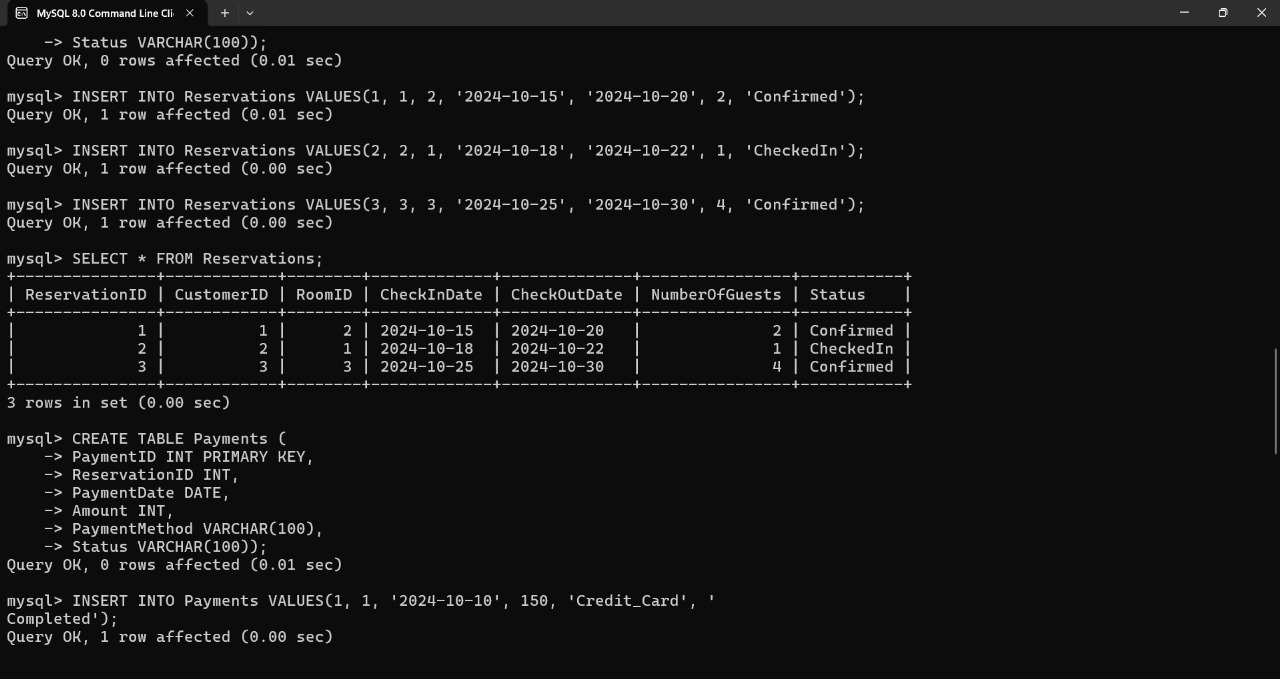 MySQL 8.0 Command Line Cli
-> Status VARCHAR(100));
Query OK, 0 rows affected (0.01 sec)
mysql> INSERT INTO Reservations VALUES(1, 1, 2, '2024-10-15', '2024-10-20', 2, 'Confirmed');
Query OK, 1 row affected (0.01 sec)
mysql> INSERT INTO Reservations VALUES(2, 2, 1, '2024-10-18', '2024-10-22', 1, 'CheckedIn');
Query OK, 1 row affected (0.00 sec)
mysql> INSERT INTO Reservations VALUES(3, 3, 3, '2024-10-25', '2024-10-30', 4, 'Confirmed');
Query OK, 1 row affected (0.00 sec)
mysql> SELECT * FROM Reservations;
+---------------+------------+--------+-------------+--------------+----------------+-----------+
| ReservationID | CustomerID | RoomID | CheckInDate | CheckOutDate | NumberOfGuests | Status    |
+---------------+------------+--------+-------------+--------------+----------------+-----------+
|             1 |          1 |      2 | 2024-10-15  | 2024-10-20   |              2 | Confirmed |
|             2 |          2 |      1 | 2024-10-18  | 2024-10-22   |              1 | CheckedIn |
|             3 |          3 |      3 | 2024-10-25  | 2024-10-30   |              4 | Confirmed |
+---------------+------------+--------+-------------+--------------+----------------+-----------+
3 rows in set (0.00 sec)
mysql> CREATE TABLE Payments (
-> PaymentID INT PRIMARY KEY,
-> ReservationID INT,
-> PaymentDate DATE,
-> Amount INT,
-> PaymentMethod VARCHAR(100),
-> Status VARCHAR(100));
Query OK, 0 rows affected (0.01 sec)
mysql> INSERT INTO Payments VALUES(1, 1, '2024-10-10', 150, 'Credit_Card', '
Completed');
Query OK, 1 row affected (0.00 sec)